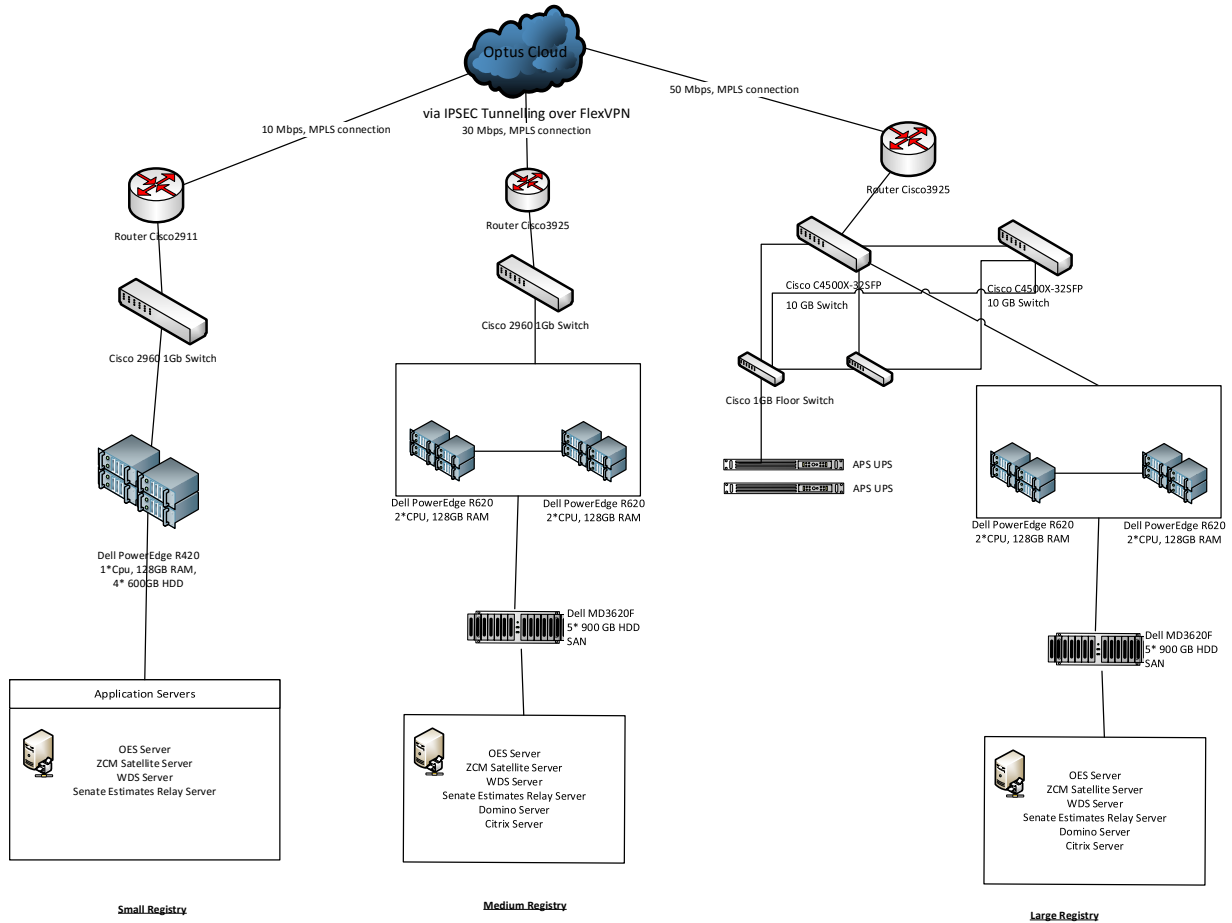 Optus Cloud
via IPSEC Tunnelling over FlexVPN
10 Mbps, MPLS connection
30 Mbps, MPLS connection
50 Mbps, MPLS connection
Router Cisco2911
Cisco 2960 1Gb Switch
Dell PowerEdge R420
1*Cpu, 128GB RAM,
4* 600GB HDD
Application Servers
OES Server
ZCM Satellite Server
WDS Server
Senate Estimates Relay Server
Small Registry
Router Cisco3925
Cisco 2960 1Gb Switch
Dell PowerEdge R620
2*CPU, 128GB RAM
Dell PowerEdge R620
2*CPU, 128GB RAM
Dell MD3620F
5* 900 GB HDD
SAN
OES Server
ZCM Satellite Server
WDS Server
Senate Estimates Relay Server
Domino Server
Citrix Server
Medium Registry
Router Cisco3925
Cisco C4500X-32SFP
10 GB Switch
Cisco C4500X-32SFP
10 GB Switch
Cisco 1GB Floor Switch
APS UPS
APS UPS
Dell PowerEdge R620
2*CPU, 128GB RAM
Dell PowerEdge R620
2*CPU, 128GB RAM
Dell MD3620F
5* 900 GB HDD
SAN
OES Server
ZCM Satellite Server
WDS Server
Senate Estimates Relay Server
Domino Server
Citrix Server
Large Registry